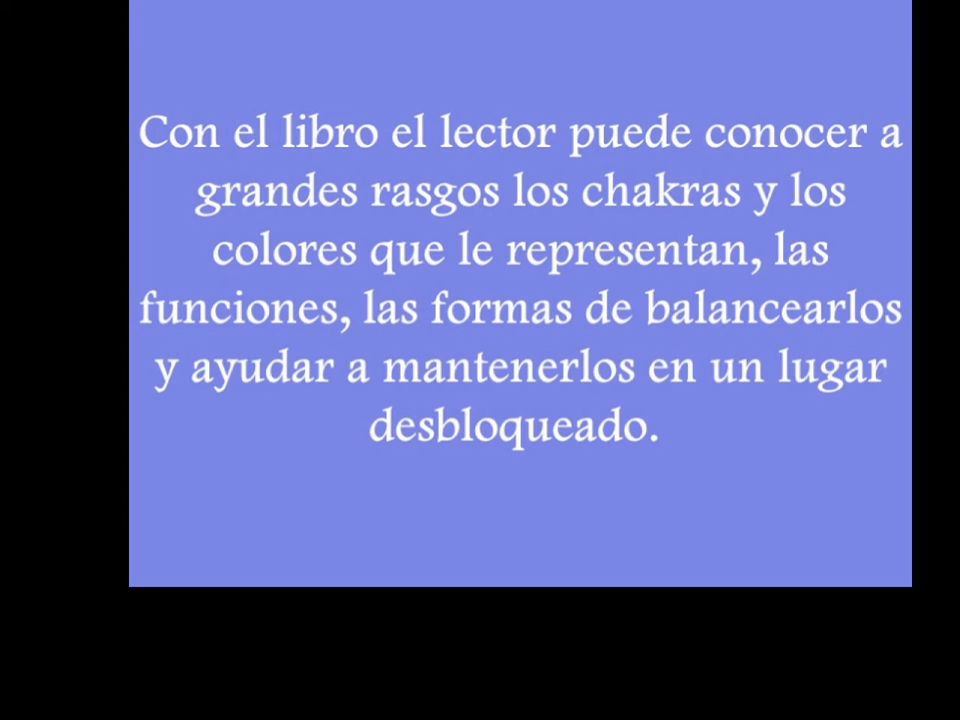 Con el libro el lector puede conocer a
grandes rasgos los chakras y los
colores que le representan, las
funciones, las formas de balancearlos
y ayudar a mantenerlos en un lugar
desbloqueado.